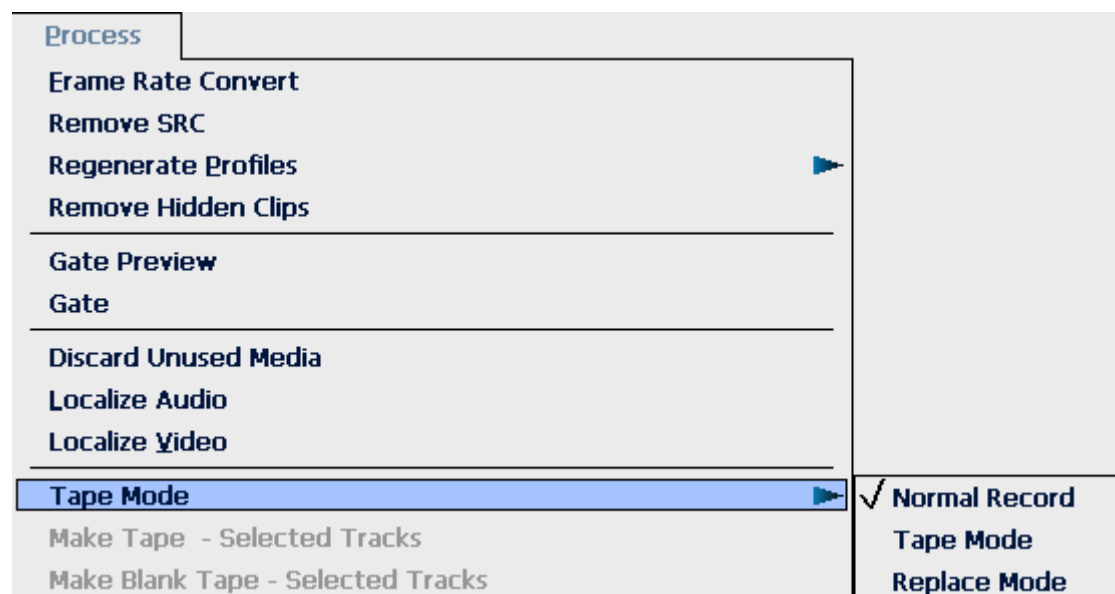 Process
Frame Rate Convert
Remove SRC
Regenerate Profiles
Remove Hidden Clips
Gate Preview
Gate
Discard Unused Media
Localize Audio
Localize Video
Tape Mode
Normal Record
Make Tape - Selected Tracks
Tape Mode
Make Blank Tape - Selected Tracks
Replace Mode